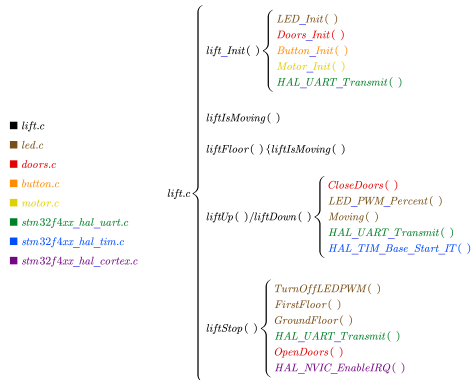 lift.c
led.c
doors.c
button.c
motor.c
stm32f4xx_hal_uart.c
stm32f4xx_hal_tim.c
stm32f4xx_hal_cortex.c
lift.c
lift_Init( )
LED_Init( )
Doors_Init( )
Button_Init( )
Motor_Init( )
HAL_UART_Transmit( )
liftIsMoving( )
liftFloor( ) {liftIsMoving( )
liftUp( )/liftDown( )
CloseDoors( )
LED_PWM_Percent( )
Moving( )
HAL_UART_Transmit( )
HAL_TIM_Base_Start_IT( )
liftStop( )
TurnOffLEDPWM( )
FirstFloor( )
GroundFloor( )
HAL_UART_Transmit( )
OpenDoors( )
HAL_NVIC_EnableIRQ( )